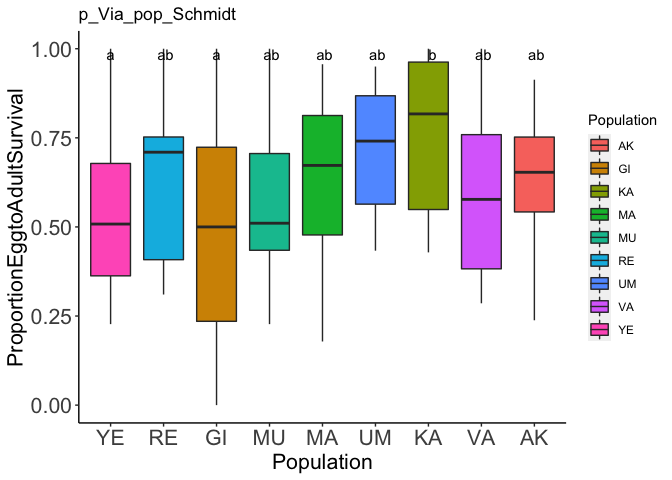 p_Via_pop_Schmidt
a ab a ab ab ab b ab ab
1.00
0.75
0.50
0.25
0.00
ProportionEggtoAdultSurvival
YE RE GI MU MA UM KA VA AK
Population
Population
AK
GI
KA
MA
MU
RE
UM
VA
YE